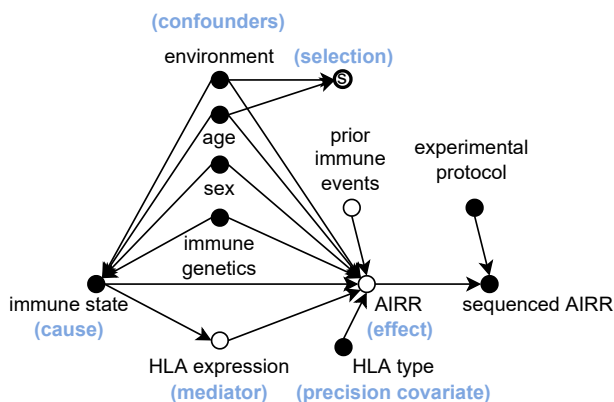 (confounders)
environment
(selection)
S
age
prior
immune
events
experimental
protocol
sex
immune
genetics
immune state
(cause)
AIRR
(effect)
sequenced AIRR
HLA expression
(mediator)
HLA type
(precision covariate)